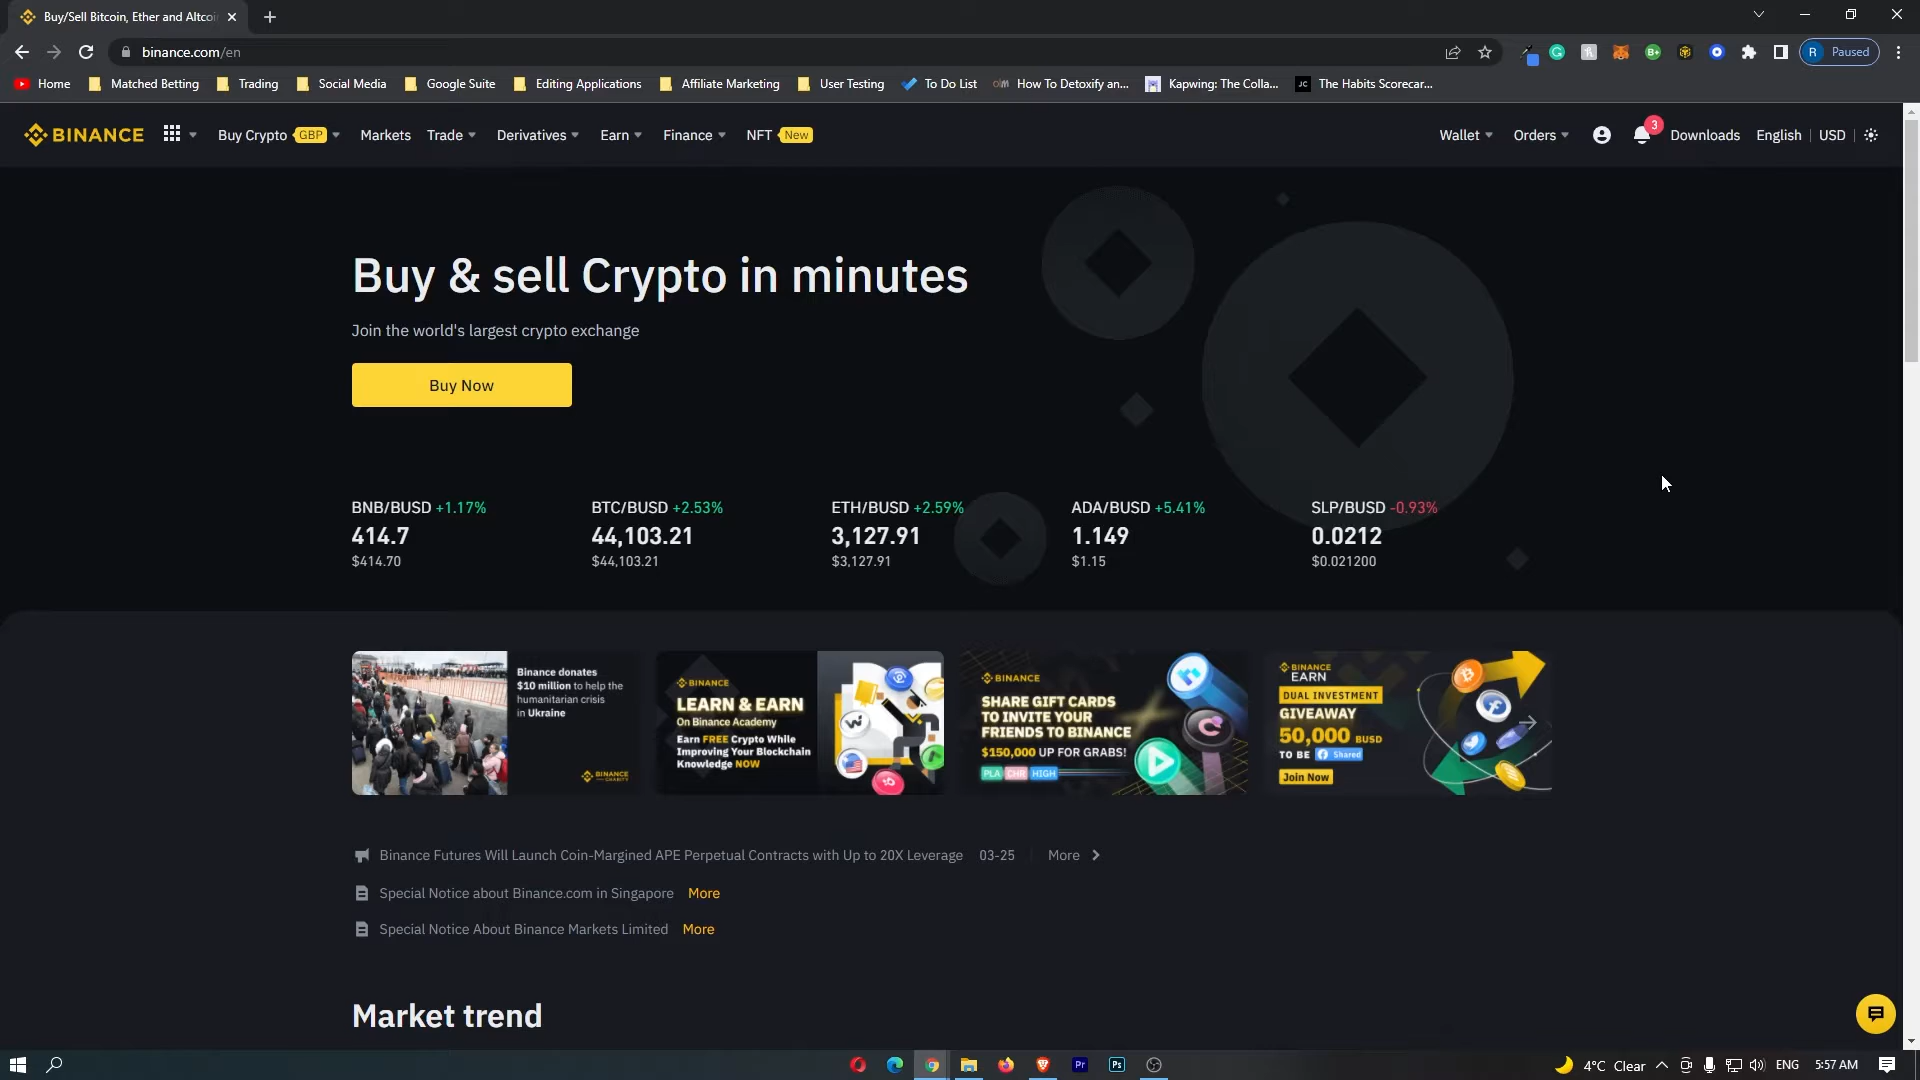 Buy/Sell Bitcoin, Ether and Altcoi
binance.com/en
R Paused
Home Matched Betting Trading Social Media Google Suite Editing Applications Affiliate Marketing User Testing To Do List How To Detoxify an... Kapwing: The Colla... JC The Habits Scorecar...
BINANCE Buy Crypto GBP Markets Trade Derivatives Earn Finance NFT New Wallet Orders 3 Downloads English USD
Buy & sell Crypto in minutes
Join the world's largest crypto exchange
Buy Now
BNB/BUSD +1.17% BTC/BUSD +2.53% ETH/BUSD +2.59% ADA/BUSD +5.41% SLP/BUSD -0.93%
414.7 44,103.21 3,127.91 1.149 0.0212
$414.70 $44,103.21 $3,127.91 $1.15 $0.021200
Binance donates
$10 million to help the
humanitarian crisis
in Ukraine
BINANCE
CHARITY
BINANCE
LEARN & EARN
On Binance Academy
Earn FREE Crypto While
Improving Your Blockchain
Knowledge NOW
BINANCE
SHARE GIFT CARDS
TO INVITE YOUR
FRIENDS TO BINANCE
$150,000 UP FOR GRABS!
PLA CHR HIGH
BINANCE
EARN
DUAL INVESTMENT
GIVEAWAY
50,000 BUSD
TO BE Shared
Join Now
Binance Futures Will Launch Coin-Margined APE Perpetual Contracts with Up to 20X Leverage 03-25 More
Special Notice about Binance.com in Singapore More
Special Notice About Binance Markets Limited More
Market trend
Pr Ps 4°C Clear ENG 5:57 AM